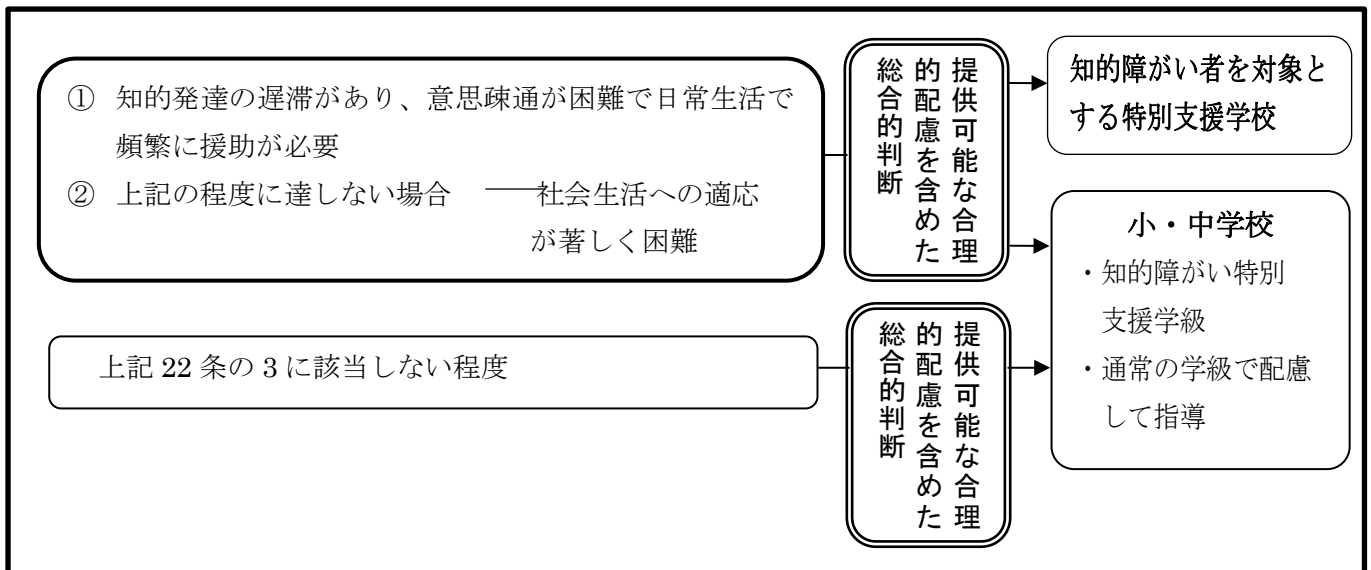 ① 知的発達の遅滞があり、意思疎通が困難で日常生活で
頻繁に援助が必要
② 上記の程度に達しない場合 ──社会生活への適応
が著しく困難
提供可能な合理
的配慮を含めた
総合的判断
知的障がい者を対象と
する特別支援学校
小・中学校
・知的障がい特別
支援学級
・通常の学級で配慮
して指導
上記 22 条の 3 に該当しない程度
提供可能な合理
的配慮を含めた
総合的判断